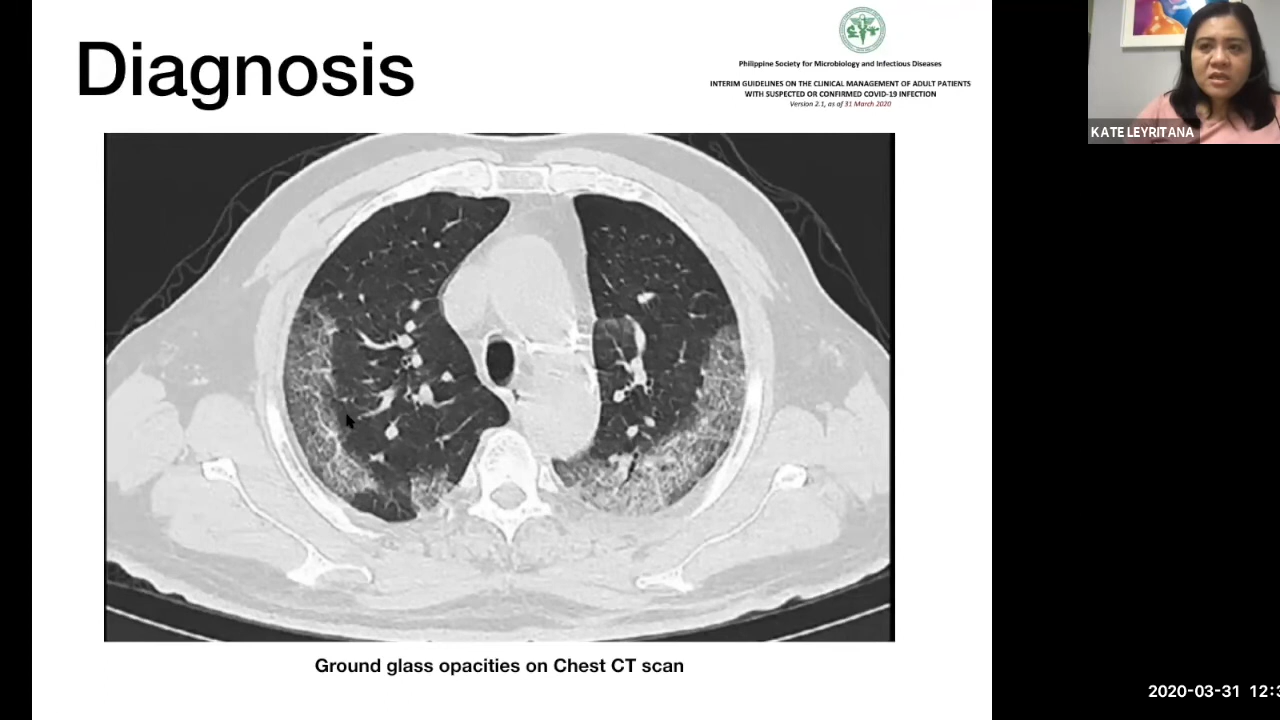 Diagnosis
Philippine Society for Microbiology and Infectious Diseases
INTERIM GUIDELINES ON THE CLINICAL MANAGEMENT OF ADULT PATIENTS
WITH SUSPECTED OR CONFIRMED COVID-19 INFECTION
Version 2.1, as of 31 March 2020
KATE LEYRITANA
Ground glass opacities on Chest CT scan
2020-03-31